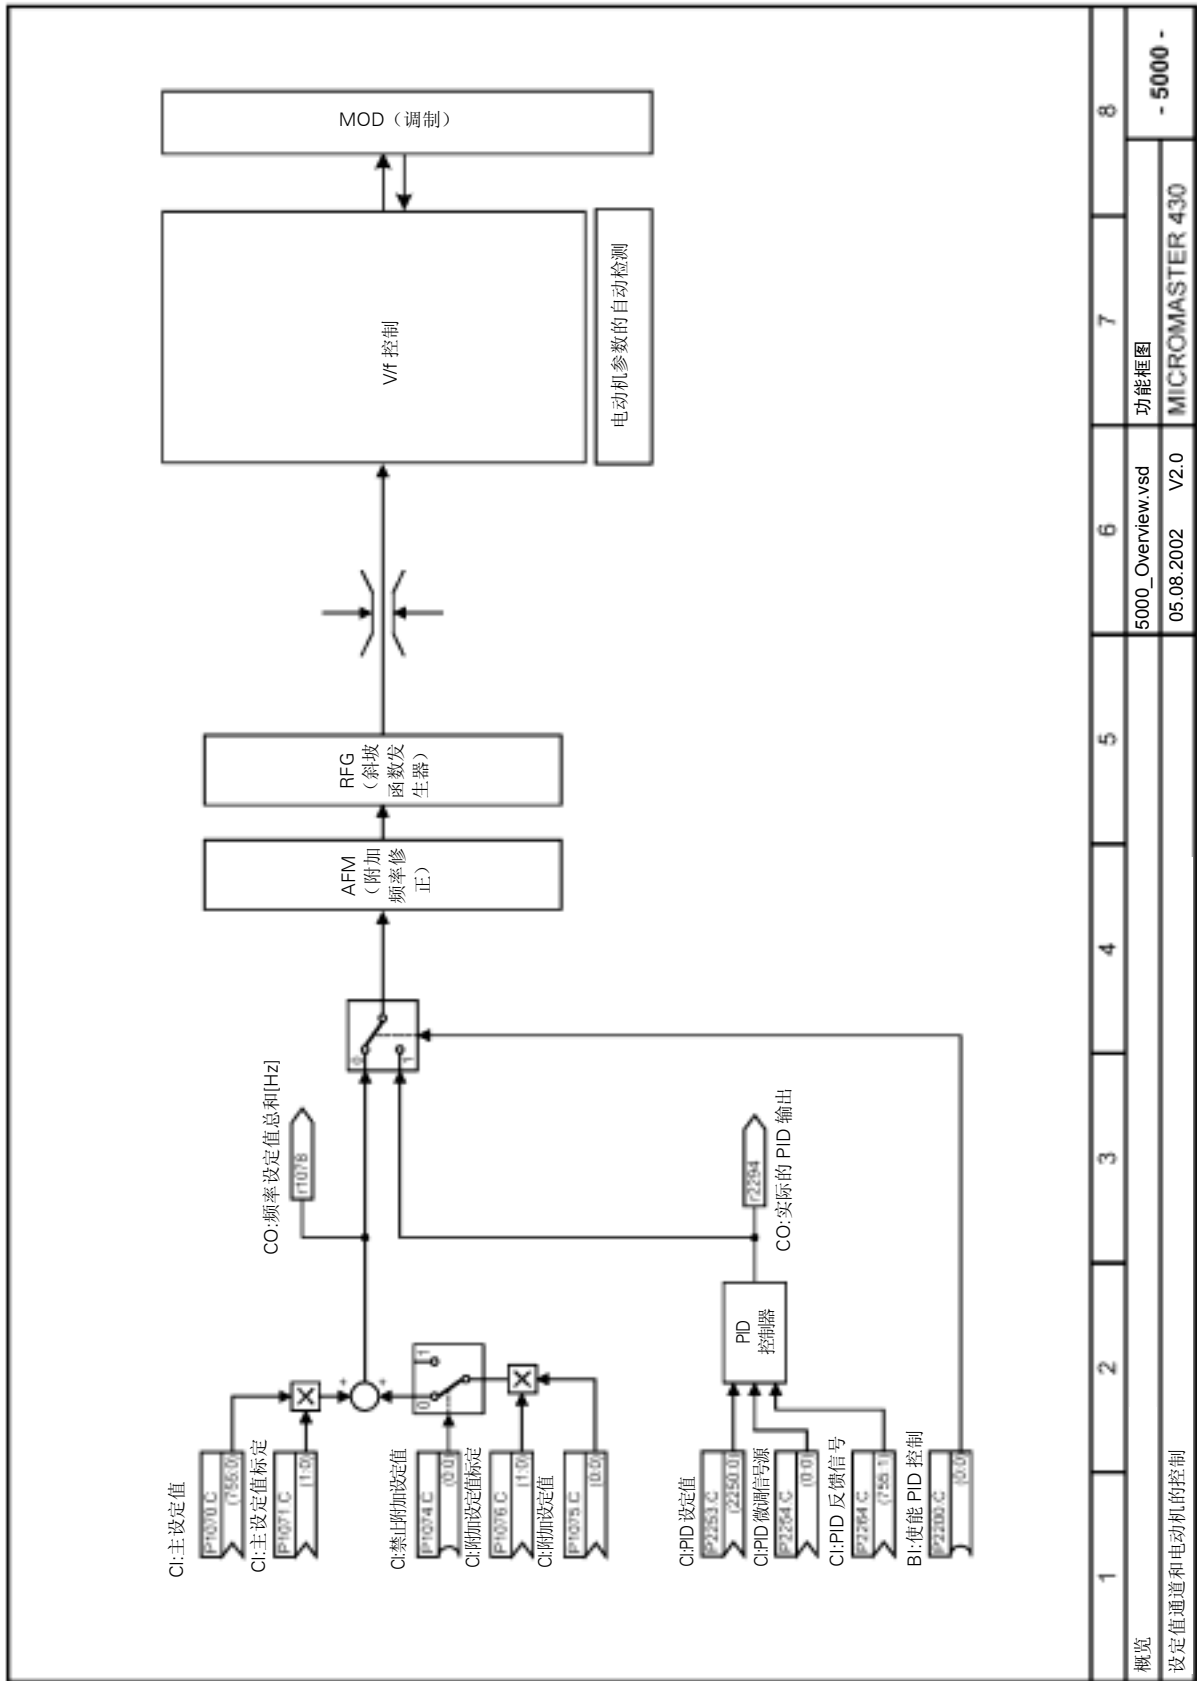 CI:主设定值
P1070.C
(755:0)
CI:主设定值标定
P1071.C
(1:0)
CI:禁止附加设定值
P1074.C
(0:0)
CI:附加设定值标定
P1076.C
(1:0)
CI:附加设定值
P1075.C
(0:0)
CI:PID 设定值
P2253.C
(2250:0)
CI:PID 微调信号源
P2254.C
(0:0)
CI:PID 反馈信号
P2264.C
(755:1)
BI:使能 PID 控制
P2200.C
(0:0)
+
+
0
1
PID
控制器
CO:频率设定值总和[Hz]
r1078
CO:实际的 PID 输出
r2294
0
1
AFM
（附加
频率修
正）
RFG
（斜坡
函数发
生器）
V/f 控制
电动机参数的自动检测
MOD（调制）
1
2
3
4
5
6
7
8
概览
5000_Overview.vsd
功能框图
- 5000 -
设定值通道和电动机的控制
05.08.2002
V2.0
MICROMASTER 430